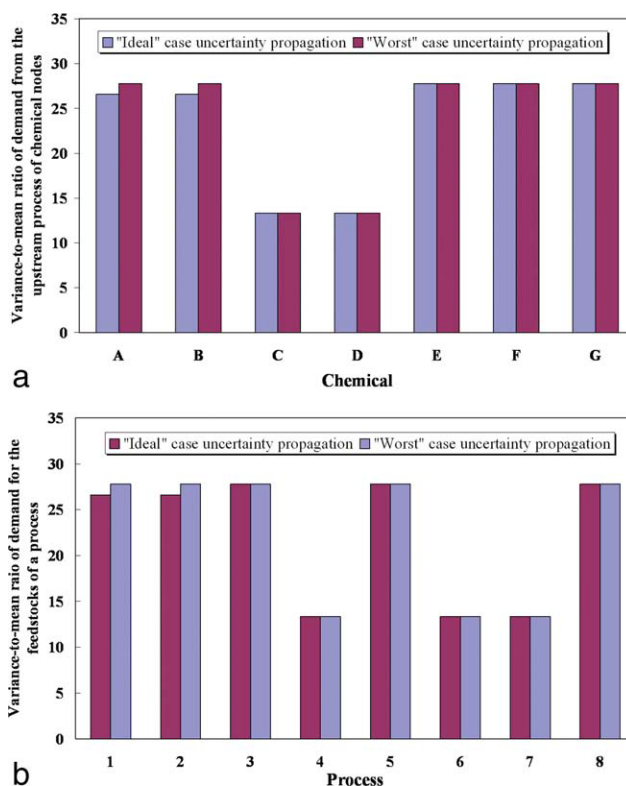 35
"Ideal" case uncertainty propagation "Worst" case uncertainty propagation
30
25
20
15
10
5
0
Variance-to-mean ratio of demand from the
upstream process of chemical nodes
A B C D E F G
Chemical
a
35
"Ideal" case uncertainty propagation "Worst" case uncertainty propagation
30
25
20
15
10
5
0
Variance-to-mean raio of demand for the
feedstocks of a process
1 2 3 4 5 6 7 8
Process
b